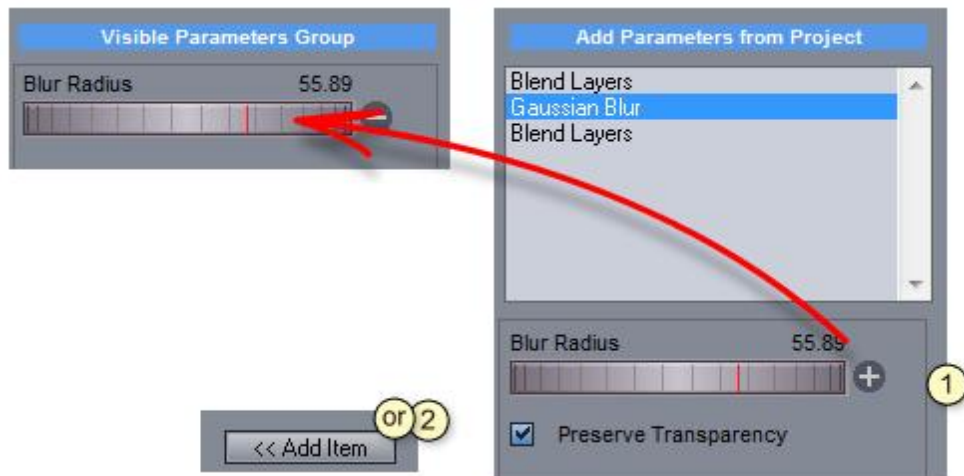 Visible Parameters Group
Blur Radius 55.89
Add Parameters from Project
Blend Layers
Gaussian Blur
Blend Layers
Blur Radius 55.89
1
Preserve Transparency
or 2
<< Add Item